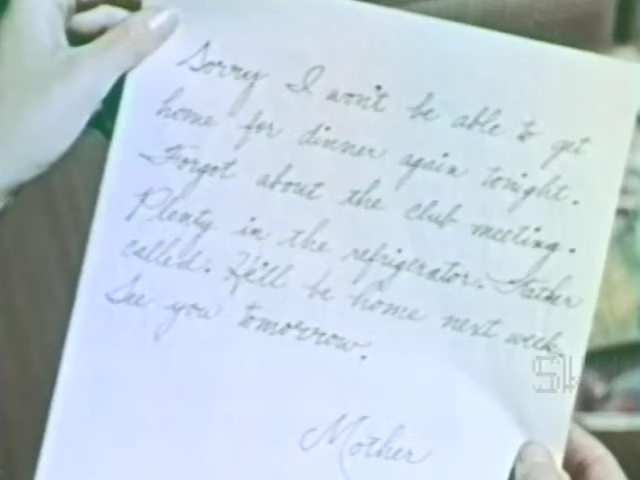 Sorry I won't be able to get
home for dinner again tonight.
Forgot about the club meeting.
Plenty in the refrigerator. Father
called. He'll be home next week.
See you tomorrow.
Mother